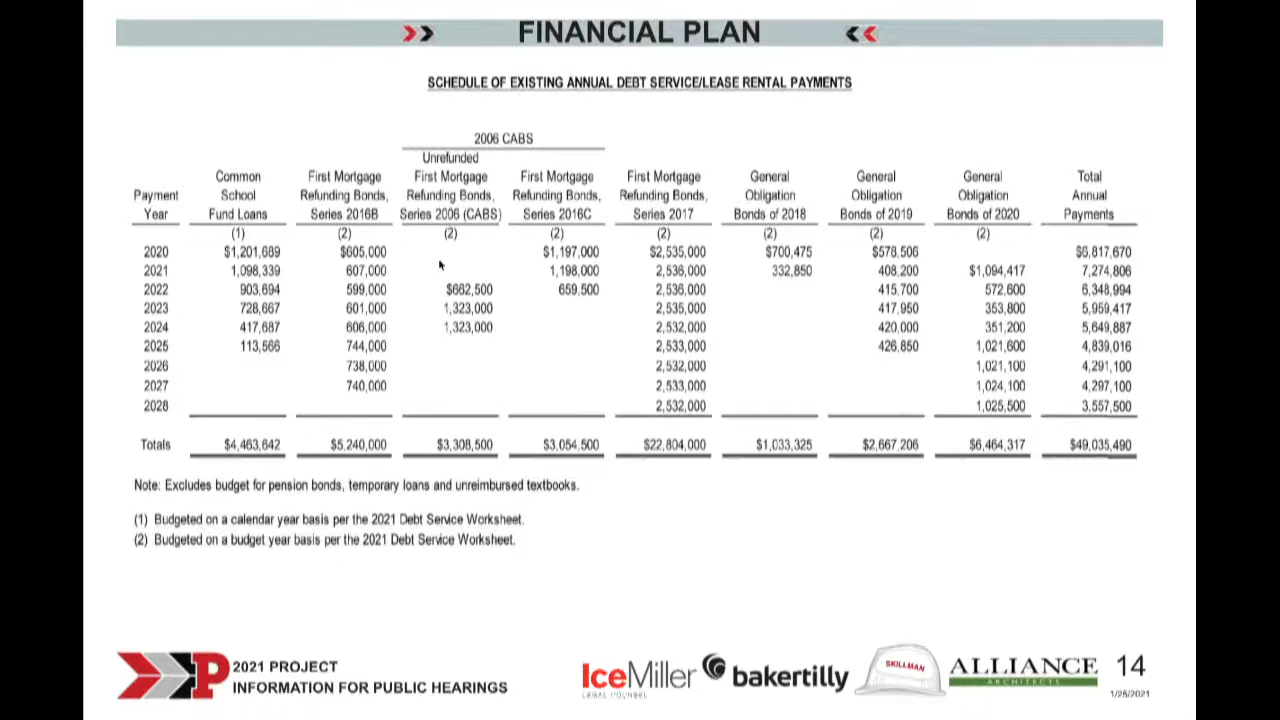 FINANCIAL PLAN
SCHEDULE OF EXISTING ANNUAL DEBT SERVICE/LEASE RENTAL PAYMENTS
2006 CABS
Unrefunded
Common First Mortgage First Mortgage First Mortgage First Mortgage General General General Total
Payment School Refunding Bonds, Refunding Bonds, Refunding Bonds, Refunding Bonds, Obligation Obligation Obligation Annual
Year Fund Loans Series 2016B Series 2006 (CABS) Series 2016C Series 2017 Bonds of 2018 Bonds of 2019 Bonds of 2020 Payments
(1) (2) (2) (2) (2) (2) (2) (2)
2020 $1,201,689 $605,000 $1,197,000 $2,535,000 $700,475 $578,506 $6,817,670
2021 1,098,339 607,000 1,198,000 2,536,000 332,850 408,200 $1,094,417 7,274,806
2022 903,694 599,000 $662,500 659,500 2,536,000 415,700 572,600 6,348,994
2023 728,667 601,000 1,323,000 2,535,000 417,950 353,800 5,959,417
2024 417,687 606,000 1,323,000 2,532,000 420,000 351,200 5,649,887
2025 113,566 744,000 2,533,000 426,850 1,021,600 4,839,016
2026 738,000 2,532,000 1,021,100 4,291,100
2027 740,000 2,533,000 1,024,100 4,297,100
2028 2,532,000 1,025,500 3,557,500
Totals $4,463,642 $5,240,000 $3,308,500 $3,054,500 $22,804,000 $1,033,325 $2,667,206 $6,464,317 $49,035,490
Note: Excludes budget for pension bonds, temporary loans and unreimbursed textbooks.
(1) Budgeted on a calendar year basis per the 2021 Debt Service Worksheet.
(2) Budgeted on a budget year basis per the 2021 Debt Service Worksheet.
P
2021 PROJECT
INFORMATION FOR PUBLIC HEARINGS
IceMiller
LEGAL COUNSEL
bakertilly
SKILLMAN
ALLIANCE
ARCHITECTS
14
1/25/2021